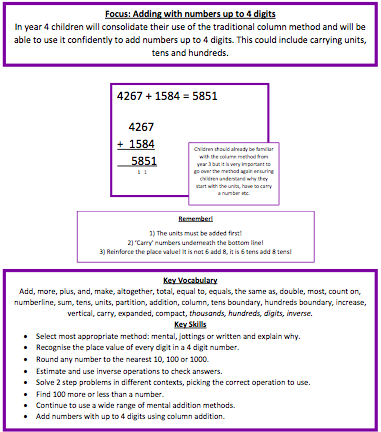 Focus: Adding with numbers up to 4 digits
In year 4 children will consolidate their use of the traditional column method and will be
able to use it confidently to add numbers up to 4 digits. This could include carrying units,
tens and hundreds.
4267 + 1584 = 5851
4267
+ 1584
5851
1 1
Children should already be familiar
with the column method from
year 3 but it is very important to
go over the method again ensuring
children understand why they
start with the units, have to carry
a number etc.
Remember!
1) The units must be added first!
2) 'Carry' numbers underneath the bottom line!
3) Reinforce the place value! It is not 6 add 8, it is 6 tens add 8 tens!
Key Vocabulary
Add, more, plus, and, make, altogether, total, equal to, equals, the same as, double, most, count on,
numberline, sum, tens, units, partition, addition, column, tens boundary, hundreds boundary, increase,
vertical, carry, expanded, compact, thousands, hundreds, digits, inverse.
Key Skills
• Select most appropriate method: mental, jottings or written and explain why.
• Recognise the place value of every digit in a 4 digit number.
• Round any number to the nearest 10, 100 or 1000.
• Estimate and use inverse operations to check answers.
• Solve 2 step problems in different contexts, picking the correct operation to use.
• Find 100 more or less than a number.
• Continue to use a wide range of mental addition methods.
• Add numbers with up to 4 digits using column addition.